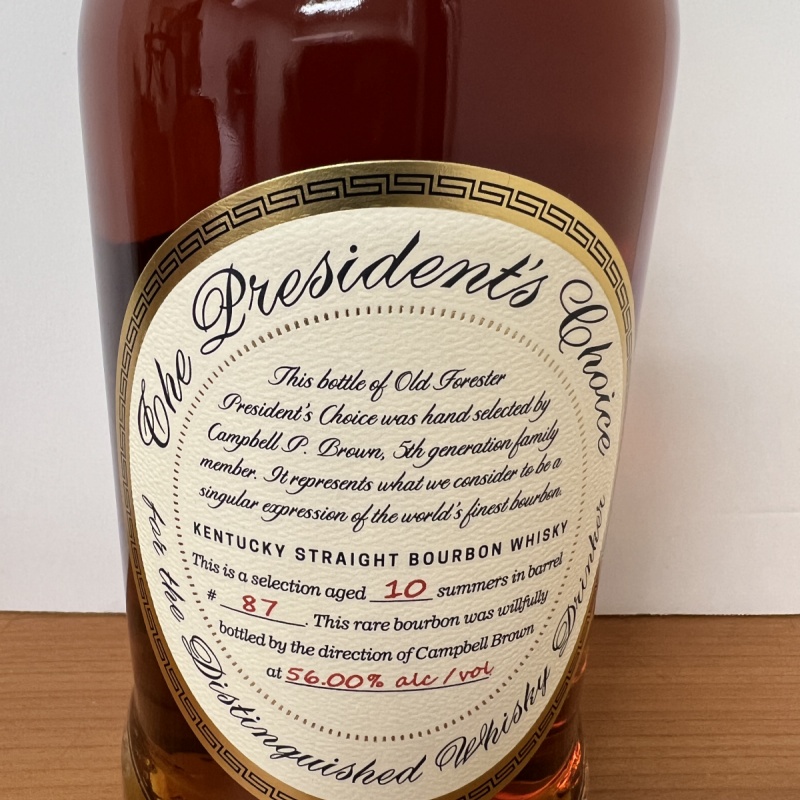 The President's Choice
This bottle of Old Forester
President's Choice was hand selected by
Campbell P. Brown, 5th generation family
member. It represents what we consider to be a
singular expression of the world's finest bourbon.
KENTUCKY STRAIGHT BOURBON WHISKY
This is a selection aged 10 summers in barrel
# 87. This rare bourbon was willfully
bottled by the direction of Campbell Brown
at 56.00% alc / vol
for the Distinguished Whisky Drinker